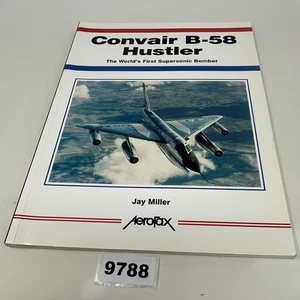 Convair B-58
Hustler
The World's First Supersonic Bomber
Jay Miller
Aerofax
9788